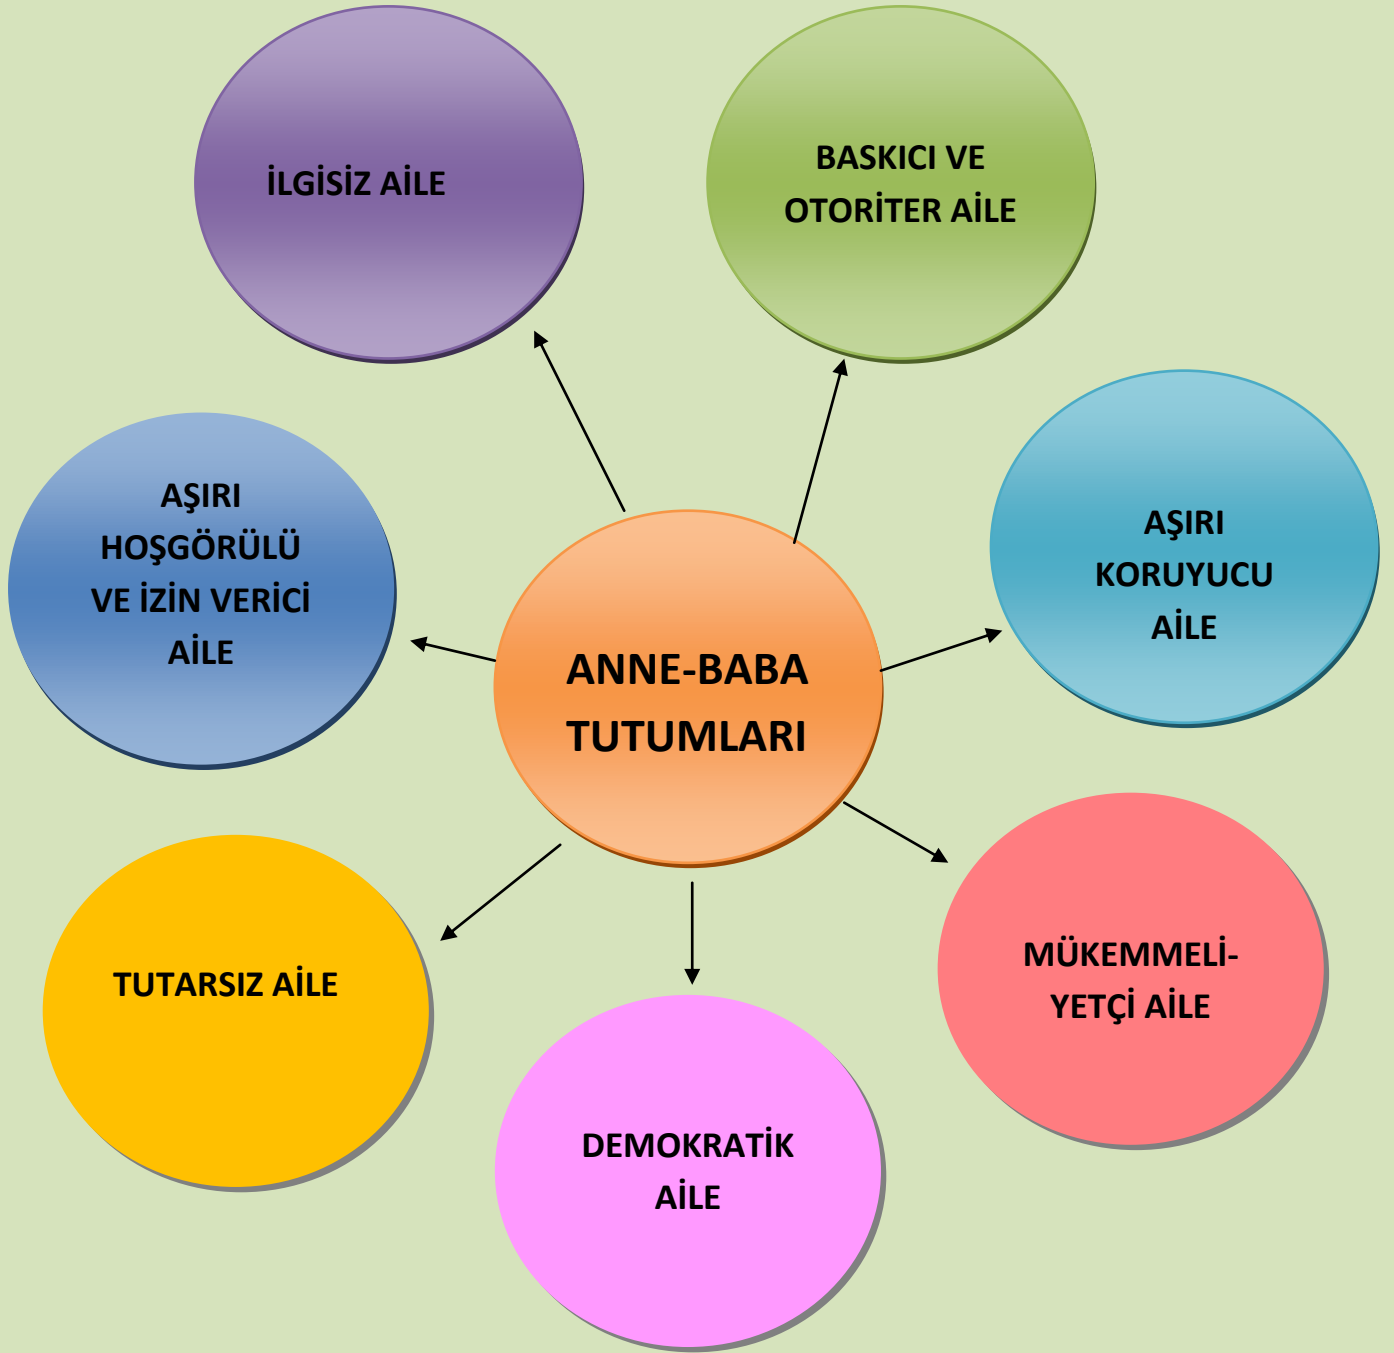 İLGİSİZ AİLE
BASKICI VE
OTORİTER AİLE
AŞIRI
HOŞGÖRÜLÜ
VE İZİN VERİCİ
AİLE
AŞIRI
KORUYUCU
AİLE
ANNE-BABA
TUTUMLARI
TUTARSIZ AİLE
MÜKEMMELİ-
YETÇİ AİLE
DEMOKRATİK
AİLE